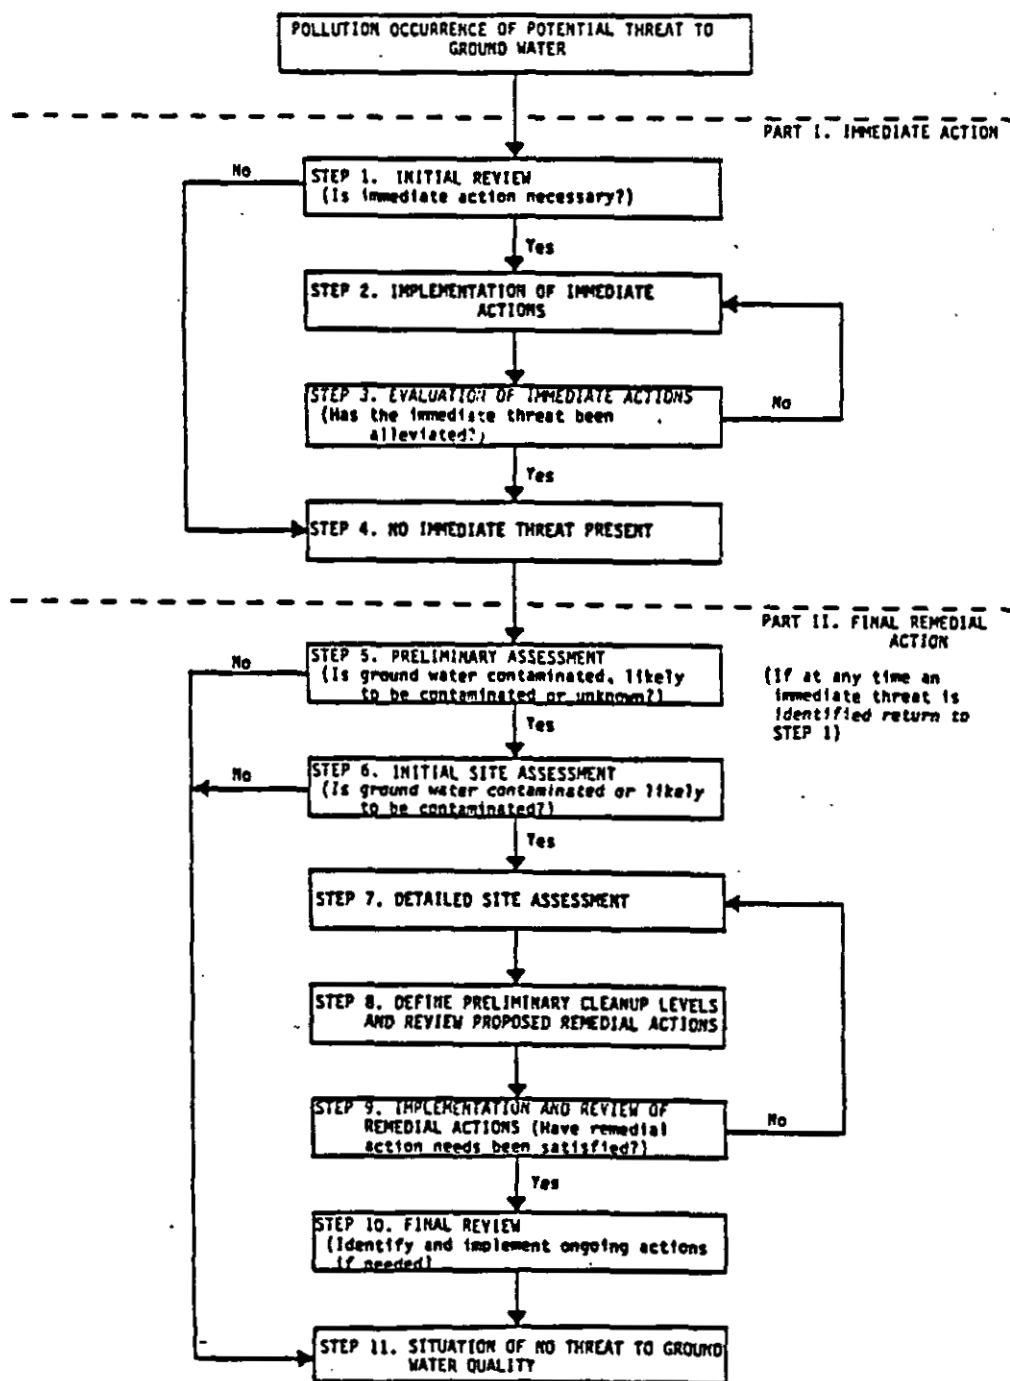 POLLUTION OCCURRENCE OF POTENTIAL THREAT TO
GROUND WATER
PART I. IMMEDIATE ACTION
No
STEP 1. INITIAL REVIEW
(Is immediate action necessary?)
Yes
STEP 2. IMPLEMENTATION OF IMMEDIATE
ACTIONS
STEP 3. EVALUATION OF IMMEDIATE ACTIONS
(Has the immediate threat been
alleviated?)
No
Yes
STEP 4. NO IMMEDIATE THREAT PRESENT
PART II. FINAL REMEDIAL
ACTION
(If at any time an
immediate threat is
identified return to
STEP 1)
No
STEP 5. PRELIMINARY ASSESSMENT
(Is ground water contaminated, likely
to be contaminated or unknown?)
Yes
No
STEP 6. INITIAL SITE ASSESSMENT
(Is ground water contaminated or likely
to be contaminated?)
Yes
STEP 7. DETAILED SITE ASSESSMENT
STEP 8. DEFINE PRELIMINARY CLEANUP LEVELS
AND REVIEW PROPOSED REMEDIAL ACTIONS
STEP 9. IMPLEMENTATION AND REVIEW OF
REMEDIAL ACTIONS (Have remedial
action needs been satisfied?)
No
Yes
STEP 10. FINAL REVIEW
(Identify and implement ongoing actions
if needed)
STEP 11. SITUATION OF NO THREAT TO GROUND
WATER QUALITY